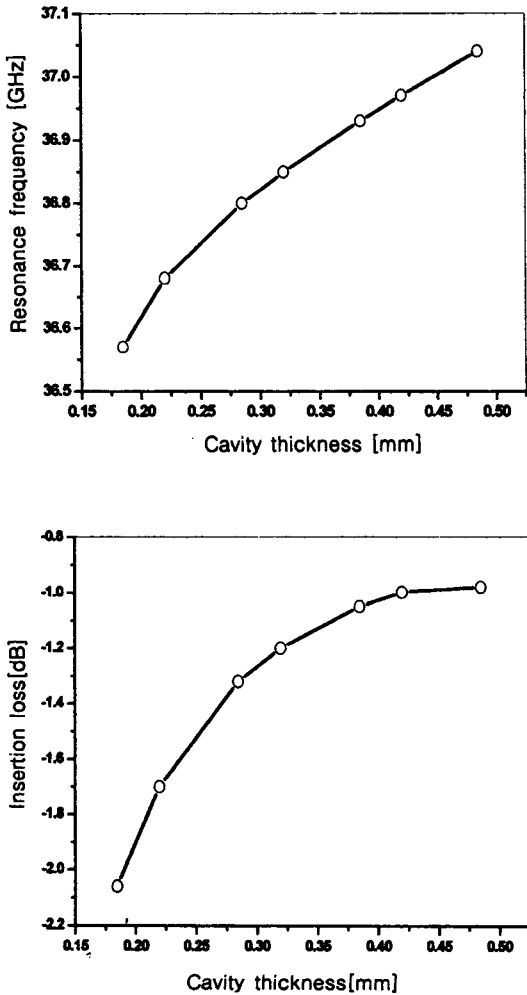 37.1
37.0
36.9
36.8
36.7
36.6
36.5
Resonance frequency [GHz]
0.15 0.20 0.25 0.30 0.35 0.40 0.45 0.50
Cavity thickness [mm]
-0.8
-1.0
-1.2
-1.4
-1.6
-1.8
-2.0
-2.2
Insertion loss[dB]
0.15 0.20 0.25 0.30 0.35 0.40 0.45 0.50
Cavity thickness[mm]